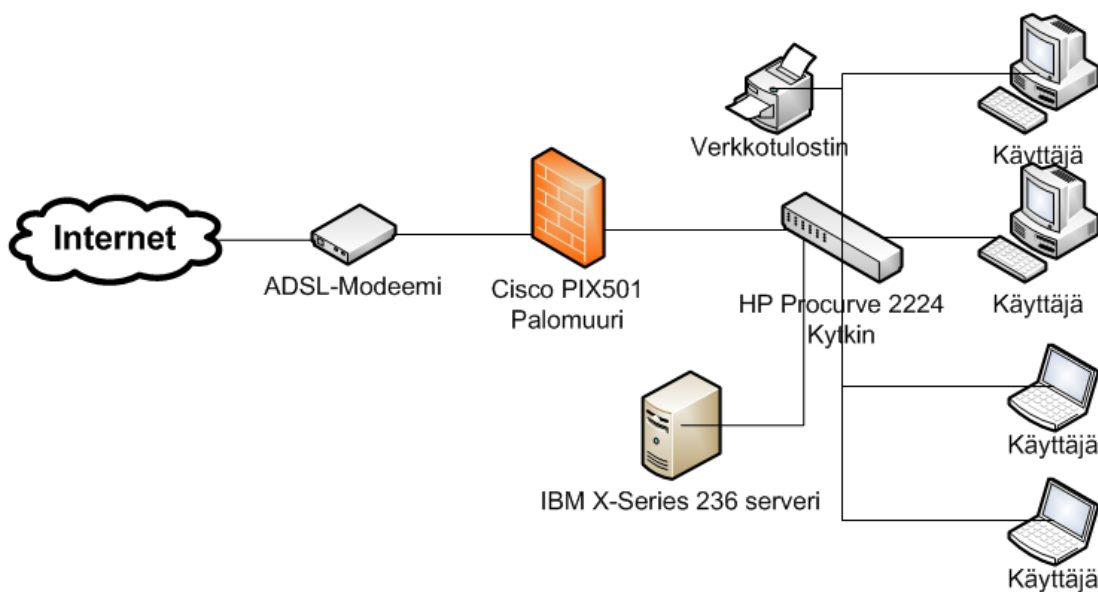 Internet
ADSL-Modeemi
Cisco PIX501
Palomuuri
Verkkotulostin
HP Procurve 2224
Kytkin
IBM X-Series 236 serveri
Käyttäjä
Käyttäjä
Käyttäjä
Käyttäjä